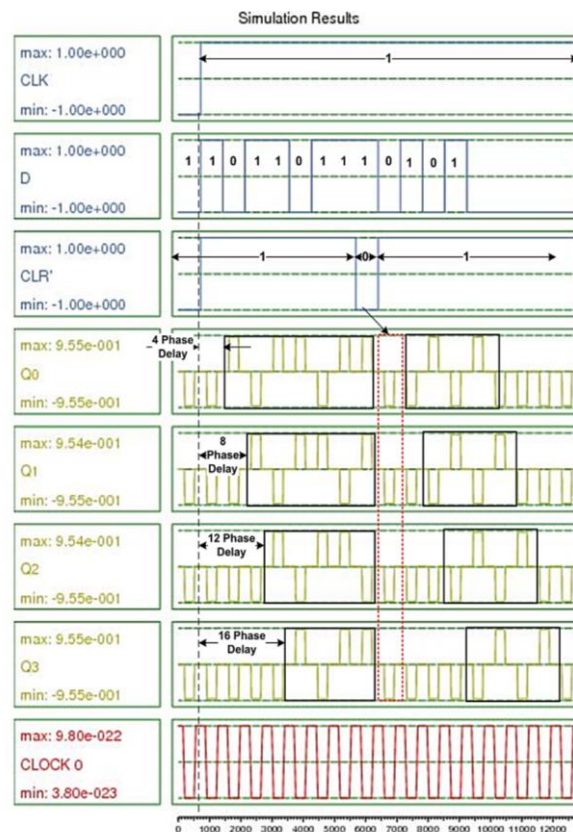 Simulation Results
max: 1.00e+000
CLK
min: -1.00e+000
1
max: 1.00e+000
D
min: -1.00e+000
1 1 0 1 1 0 1 1 1 0 1 0 1
max: 1.00e+000
CLR'
min: -1.00e+000
1 0 1
max: 9.55e-001
Q0
min: -9.55e-001
4 Phase
Delay
max: 9.54e-001
Q1
min: -9.55e-001
8
Phase
Delay
max: 9.54e-001
Q2
min: -9.55e-001
12 Phase
Delay
max: 9.55e-001
Q3
min: -9.55e-001
16 Phase
Delay
max: 9.80e-022
CLOCK 0
min: 3.80e-023
0 1000 2000 3000 4000 5000 6000 7000 8000 9000 10000 11000 12000